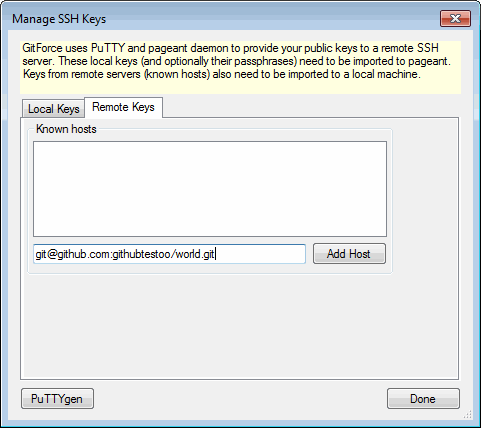 Manage SSH Keys
GitForce uses PuTTY and pageant daemon to provide your public keys to a remote SSH
server. These local keys (and optionally their passphrases) need to be imported to pageant.
Keys from remote servers (known hosts) also need to be imported to a local machine.
Local Keys Remote Keys
Known hosts
git@github.com:githubtestoo/world.git Add Host
PuTTYgen Done